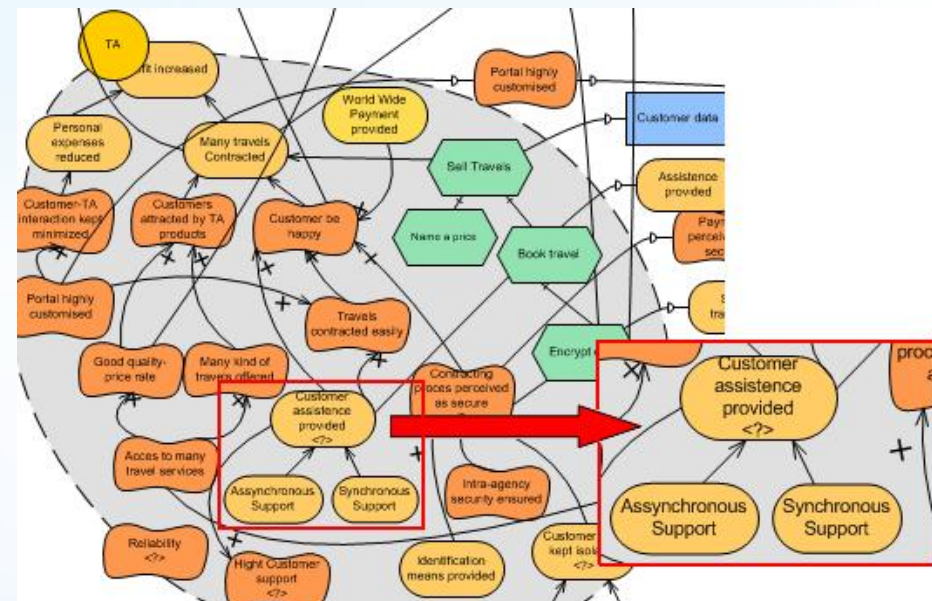 TA
fit increased
Portal highly
customised
World Wide
Payment
provided
Customer data
Personal
expenses
reduced
Many travels
Contracted
Sell Travels
Assistence
provided
Customer-TA
interaction kept
minimized
Customers
attracted by TA
products
Customer be
happy
Name a price
Book travel
Portal highly
customised
Travels
contracted easily
Encrypt
Good quality-
price rate
Many kind of
travels offered
Contracting
proces perceived
as secure
Customer
assistence
provided
<?>
Customer
assistence
provided
<?>
Acces to many
travel services
Assynchronous
Support
Synchronous
Support
Intra-agency
security ensured
Assynchronous
Support
Synchronous
Support
Reliability
<?>
Hight Customer
support
<?>
Identification
means provided
Customer
kept
<?>